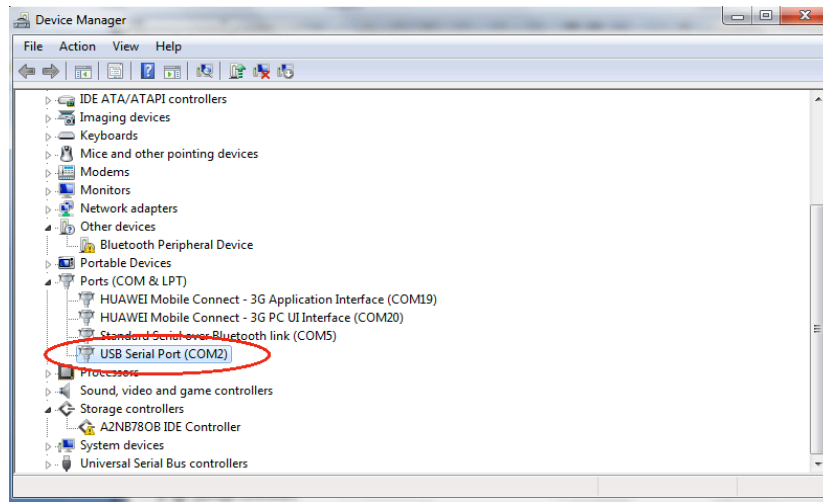 Device Manager
File Action View Help
IDE ATA/ATAPI controllers
Imaging devices
Keyboards
Mice and other pointing devices
Modems
Monitors
Network adapters
Other devices
Bluetooth Peripheral Device
Portable Devices
Ports (COM & LPT)
HUAWEI Mobile Connect - 3G Application Interface (COM19)
HUAWEI Mobile Connect - 3G PC UI Interface (COM20)
Standard Serial over Bluetooth link (COM5)
USB Serial Port (COM2)
Processors
Sound, video and game controllers
Storage controllers
A2NB78OB IDE Controller
System devices
Universal Serial Bus controllers